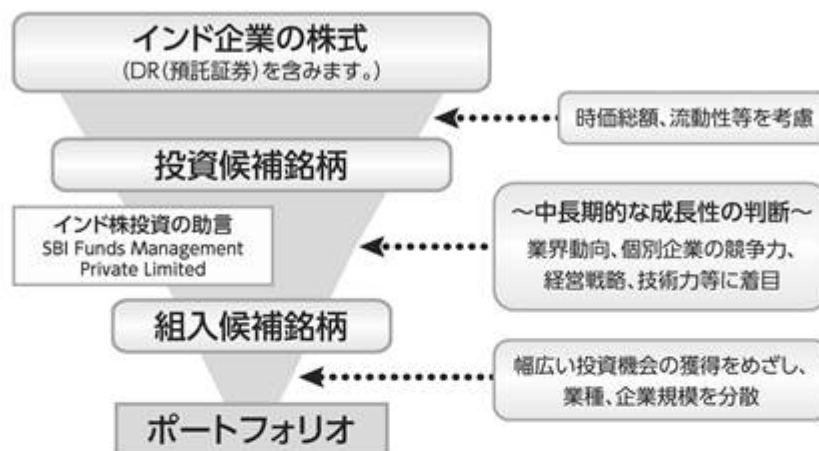 インド企業の株式
(DR(預託証券)を含みます。)
時価総額、流動性等を考慮
投資候補銘柄
インド株投資の助言
SBI Funds Management
Private Limited
～中長期的な成長性の判断～
業界動向、個別企業の競争力、
経営戦略、技術力等に着目
組入候補銘柄
幅広い投資機会の獲得をめざし、
業種、企業規模を分散
ポートフォリオ